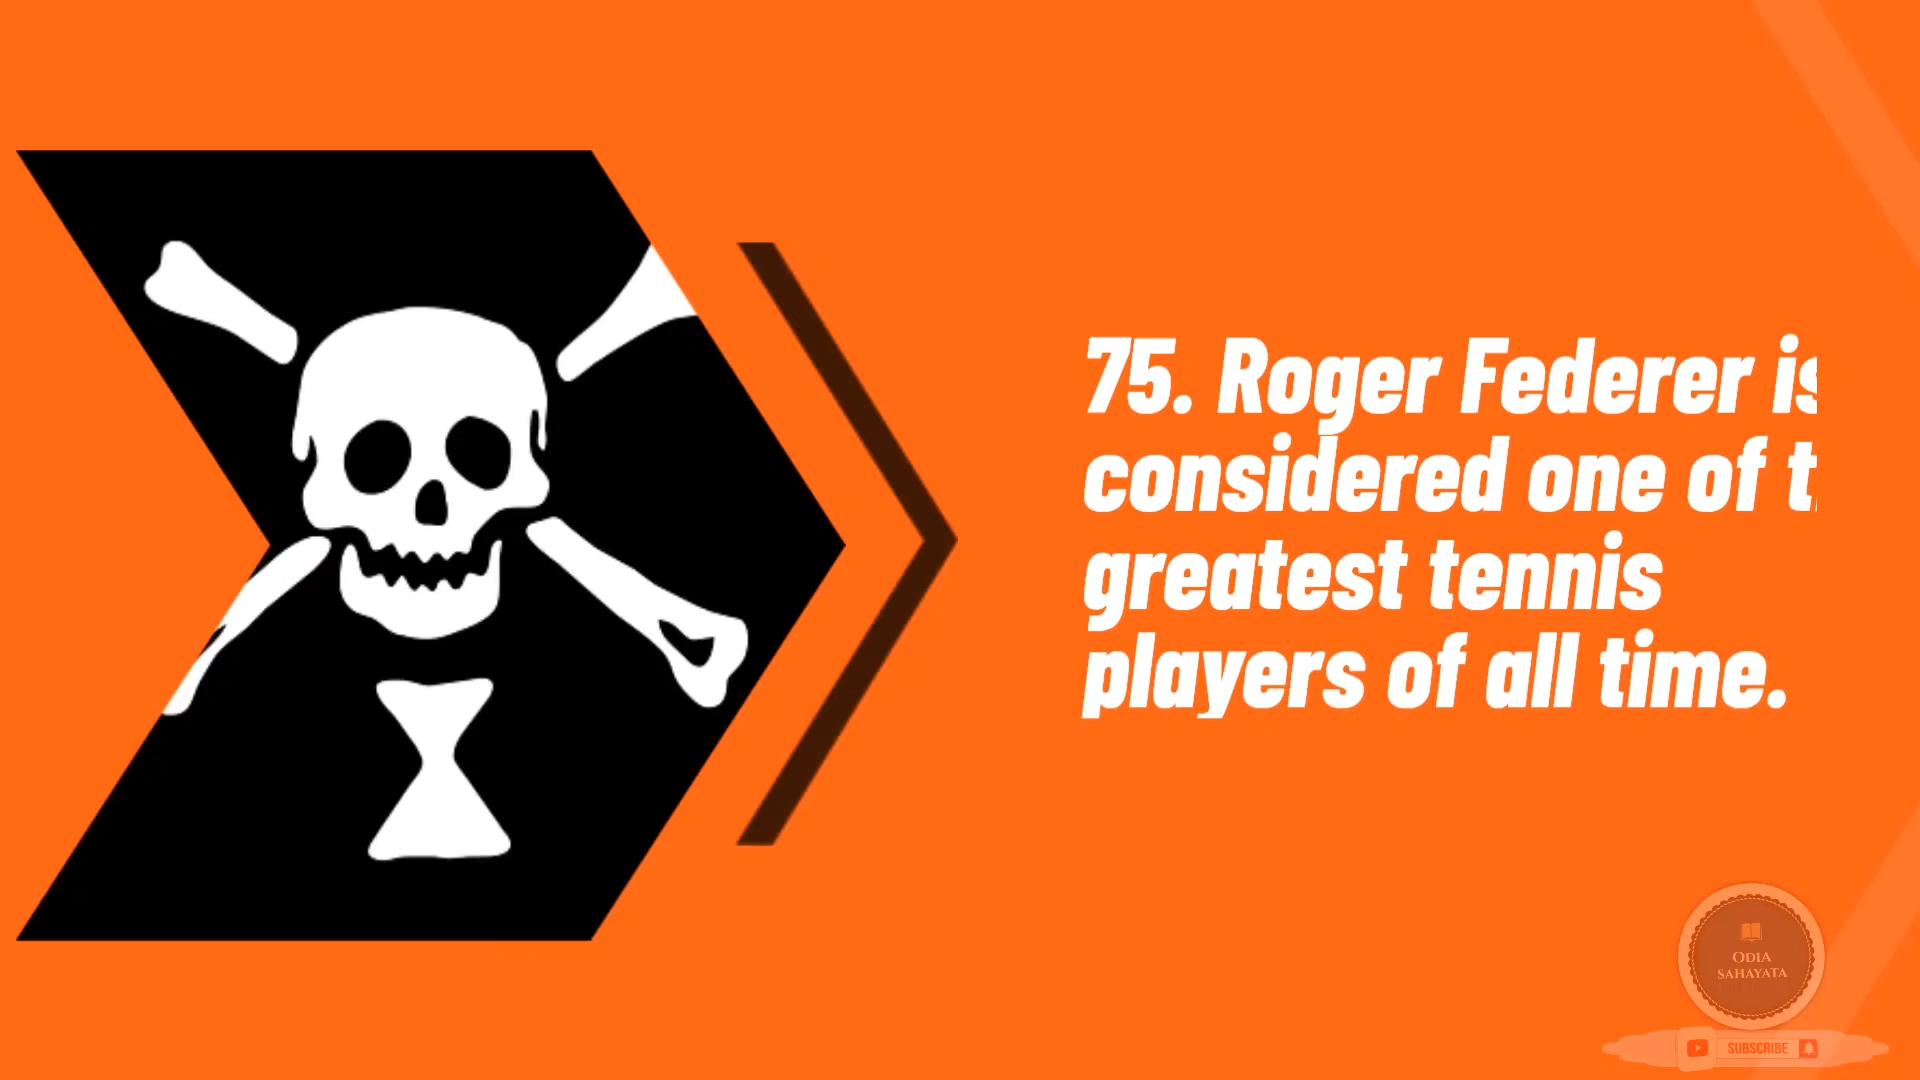 75. Roger Federer is
considered one of t
greatest tennis
players of all time.
ODIA
SAHAYATA
SUBSCRIBE